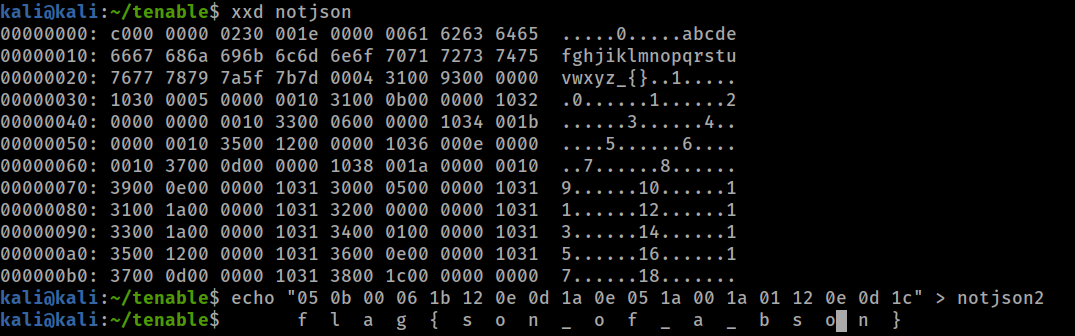 kali@kali:~/tenable$ xxd notjson
00000000: c000 0000 0230 001e 0000 0061 6263 6465  .....0.....abcde
00000010: 6667 686a 696b 6c6d 6e6f 7071 7273 7475  fghjiklmnopqrstu
00000020: 7677 7879 7a5f 7b7d 0004 3100 9300 0000  vwxyz_{}..1.....
00000030: 1030 0005 0000 0010 3100 0b00 0000 1032  .0......1......2
00000040: 0000 0000 0010 3300 0600 0000 1034 001b  ......3......4..
00000050: 0000 0010 3500 1200 0000 1036 000e 0000  ....5......6....
00000060: 0010 3700 0d00 0000 1038 001a 0000 0010  ..7......8......
00000070: 3900 0e00 0000 1031 3000 0500 0000 1031  9......10......1
00000080: 3100 1a00 0000 1031 3200 0000 0000 1031  1......12......1
00000090: 3300 1a00 0000 1031 3400 0100 0000 1031  3......14......1
000000a0: 3500 1200 0000 1031 3600 0e00 0000 1031  5......16......1
000000b0: 3700 0d00 0000 1031 3800 1c00 0000 0000  7......18.......
kali@kali:~/tenable$ echo "05 0b 00 06 1b 12 0e 0d 1a 0e 05 1a 00 1a 01 12 0e 0d 1c" > notjson2
kali@kali:~/tenable$ f l a g { s o n _ o f _ a _ b s o n }